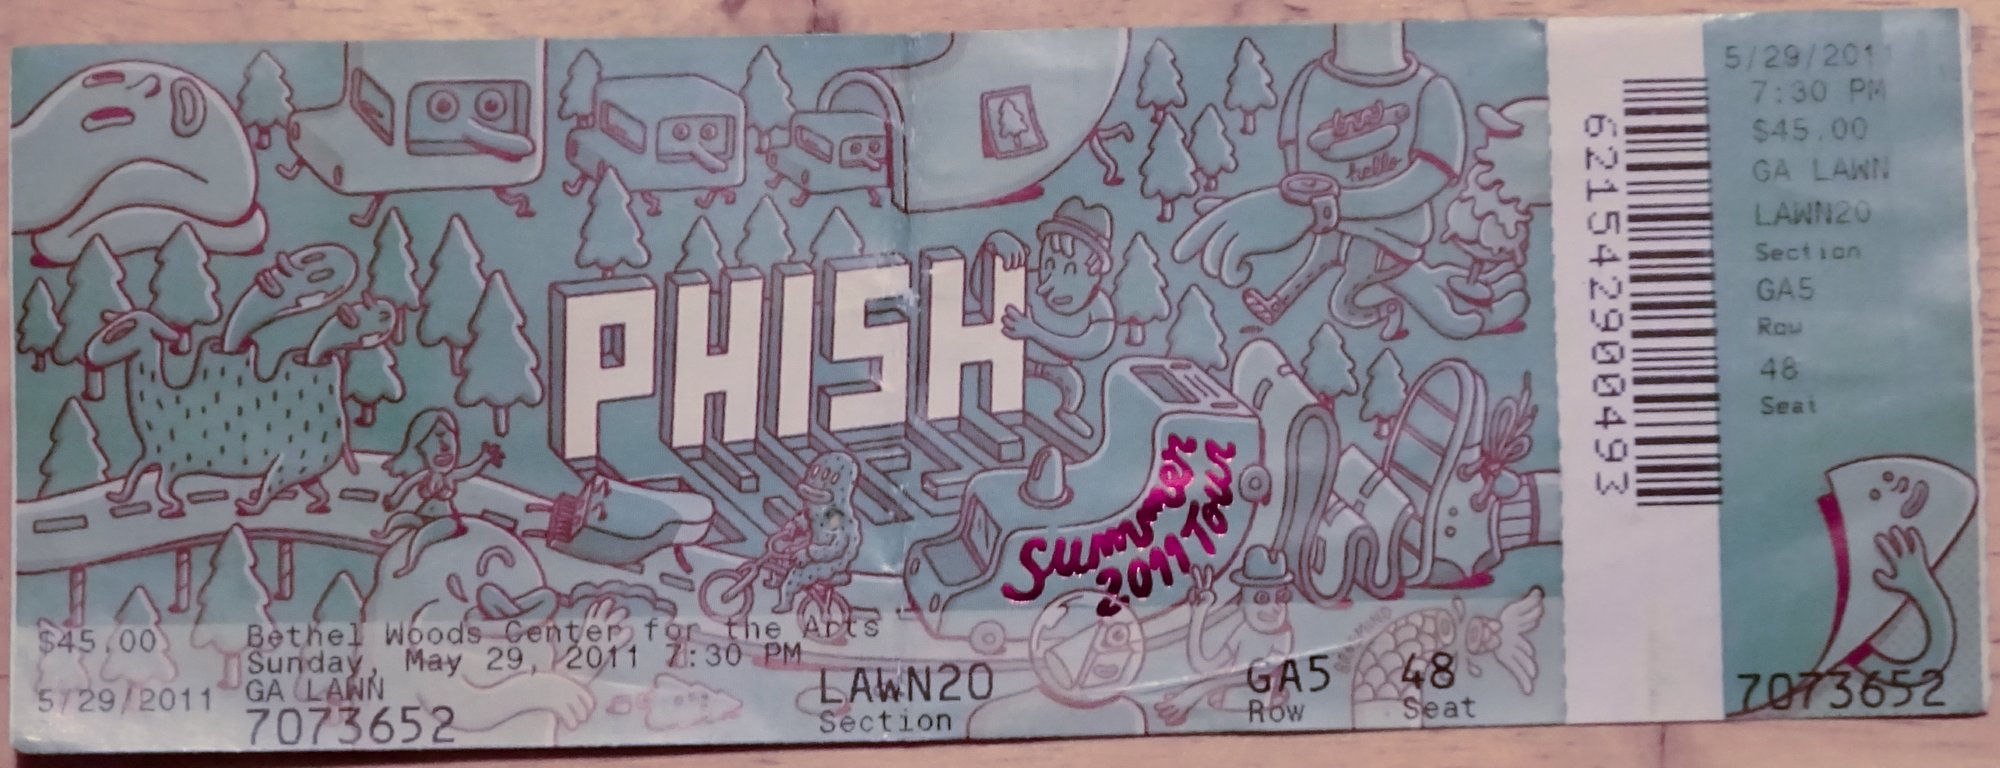 PHISH
hello
Summer
2011 Tour
$45.00
5/29/2011
Bethel Woods Center for the Arts
Sunday, May 29, 2011 7:30 PM
GA LAWN
7073652
LAWN20
Section
GA5
Row
48
Seat
621542900493
5/29/2011
7:30 PM
$45.00
GA LAWN
LAWN20
Section
GA5
Row
48
Seat
7073652